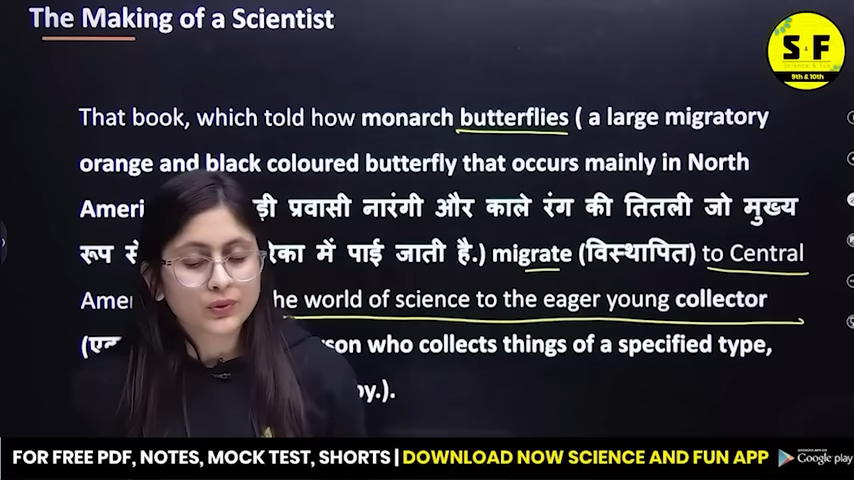 The Making of a Scientist
S & F
Science & Fun
9th & 10th
That book, which told how monarch butterflies ( a large migratory
orange and black coloured butterfly that occurs mainly in North
Ameri ड़ी प्रवासी नारंगी और काले रंग की तितली जो मुख्य
रूप से रेका में पाई जाती है.) migrate (विस्थापित) to Central
Amer he world of science to the eager young collector
son who collects things of a specified type,
by.).
FOR FREE PDF, NOTES, MOCK TEST, SHORTS | DOWNLOAD NOW SCIENCE AND FUN APP Google play